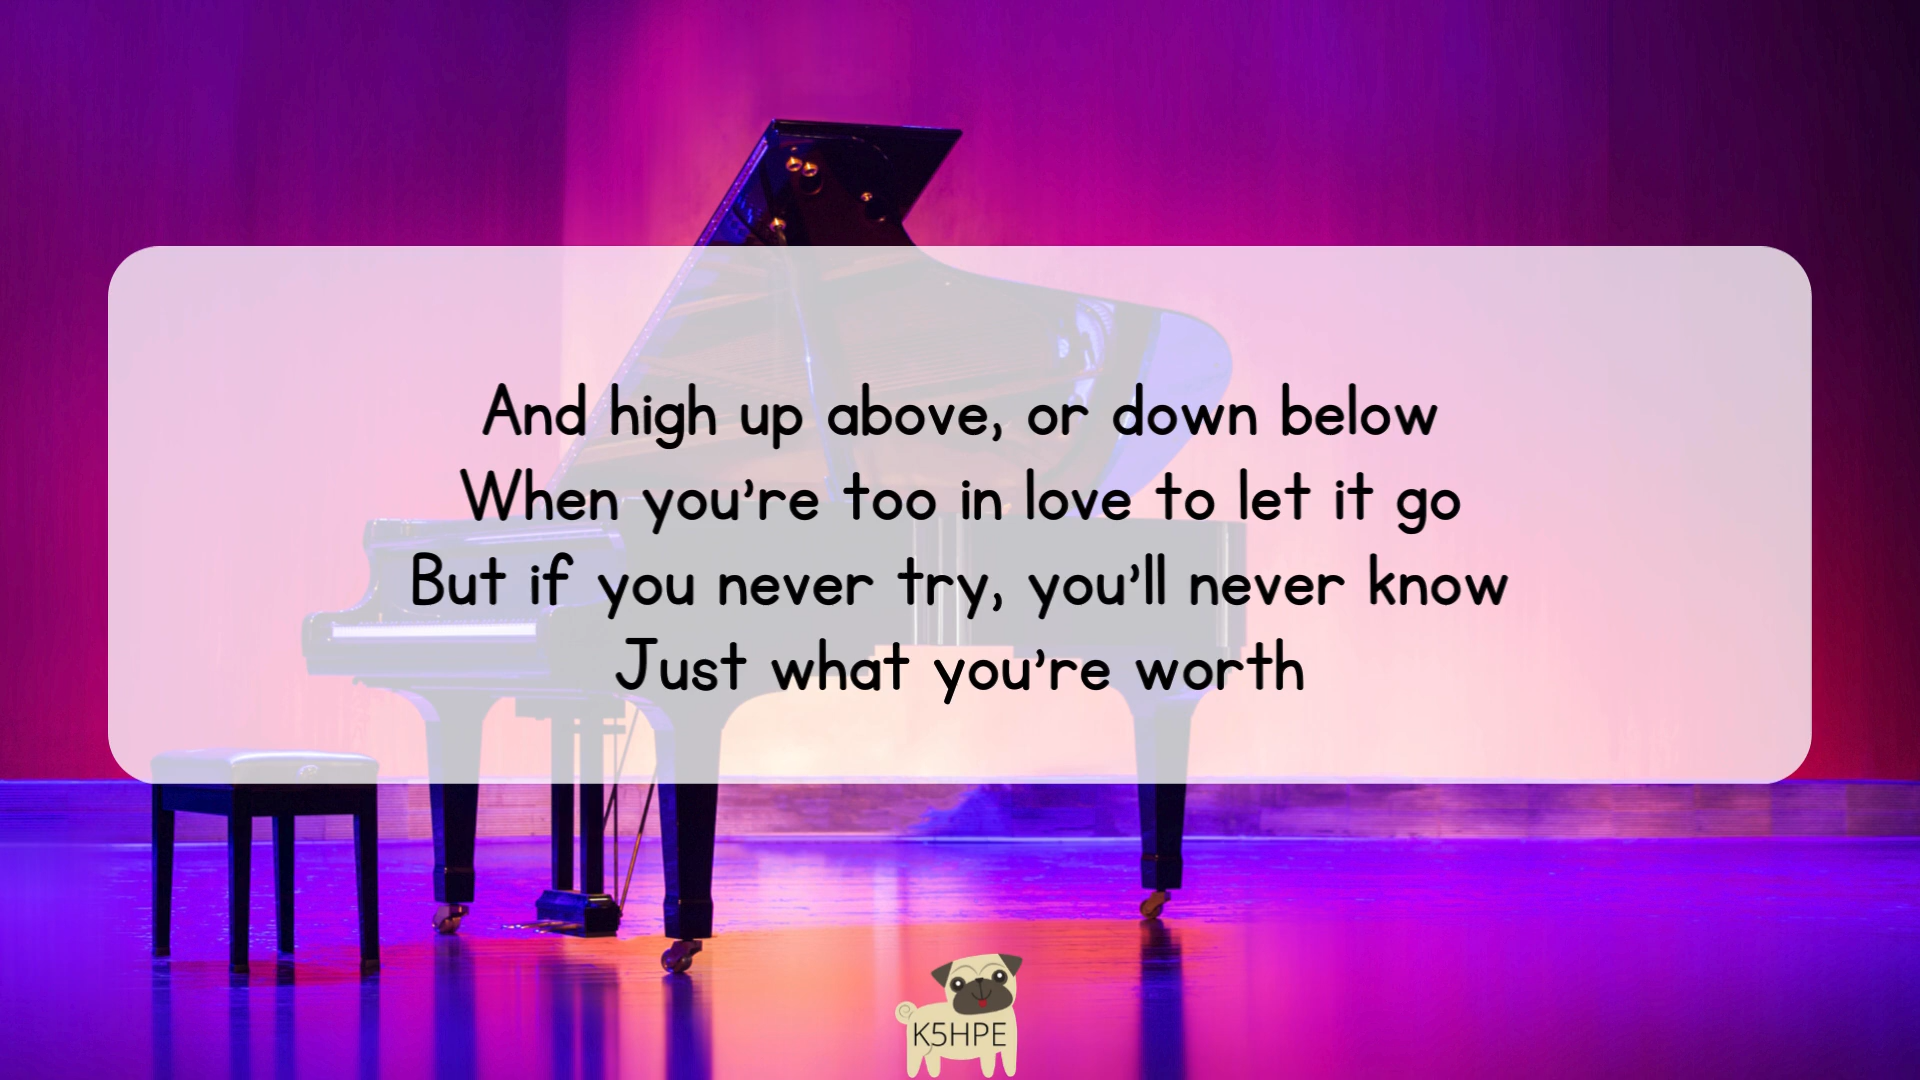 And high up above, or down below
When you're too in love to let it go
But if you never try, you'll never know
Just what you're worth
K5HPE